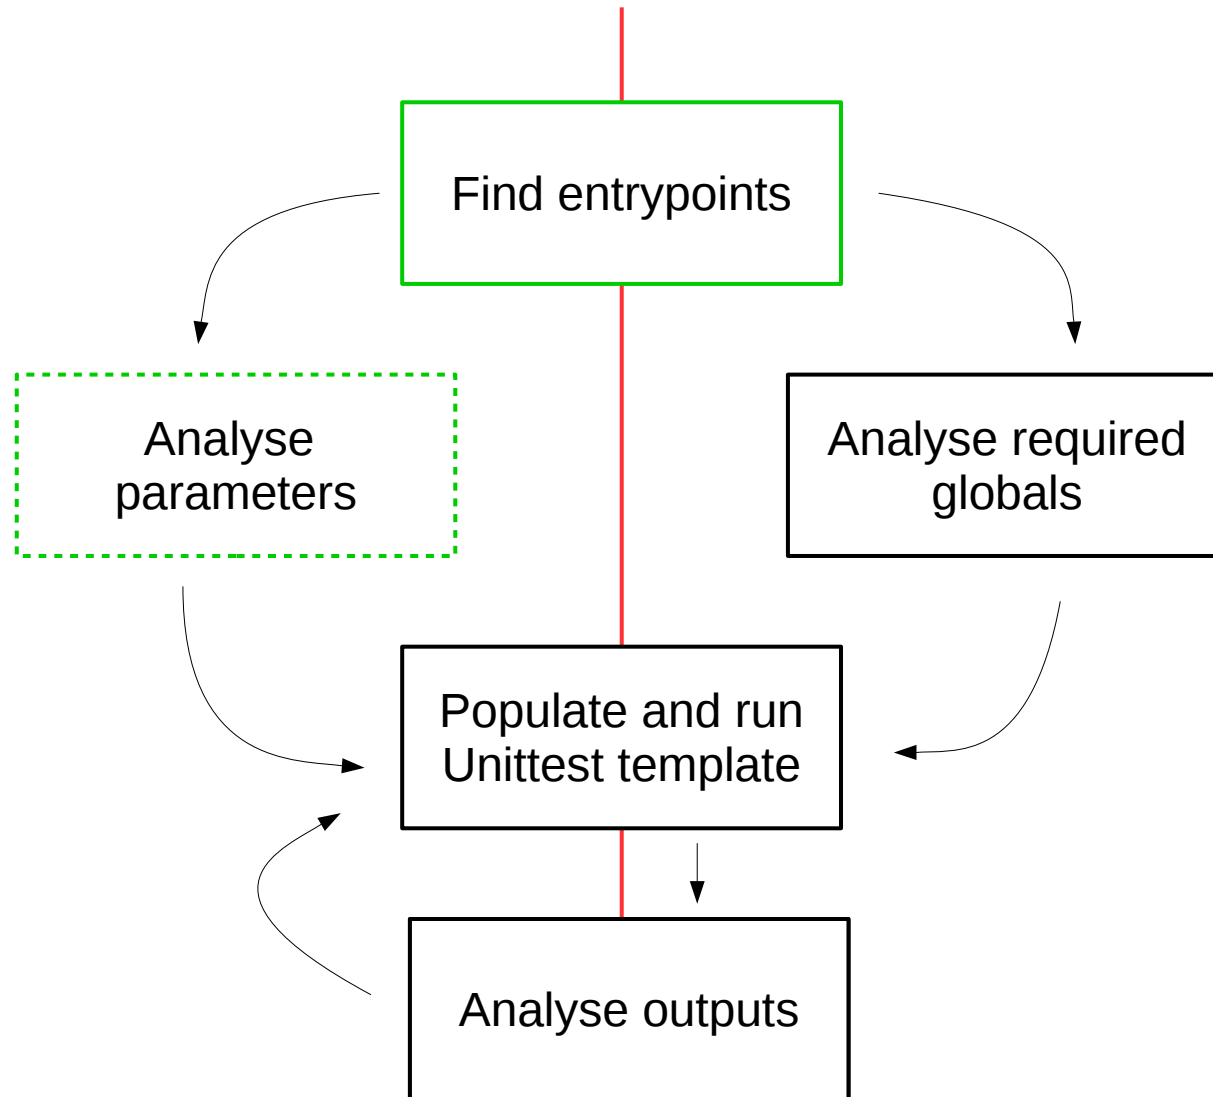 Find entrypoints
Analyse
parameters
Analyse required
globals
Populate and run
Unittest template
Analyse outputs